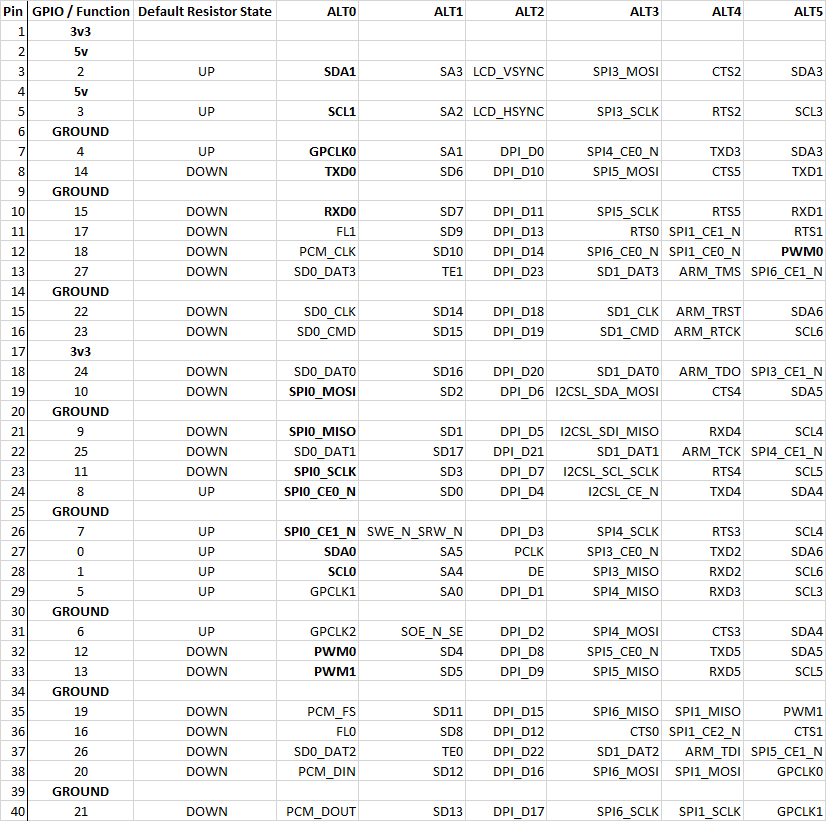 Pin GPIO / Function Default Resistor State ALT0 ALT1 ALT2 ALT3 ALT4 ALT5
1 3v3
2 5v
3 2 UP SDA1 SA3 LCD_VSYNC SPI3_MOSI CTS2 SDA3
4 5v
5 3 UP SCL1 SA2 LCD_HSYNC SPI3_SCLK RTS2 SCL3
6 GROUND
7 4 UP GPCLK0 SA1 DPI_D0 SPI4_CE0_N TXD3 SDA3
8 14 DOWN TXD0 SD6 DPI_D10 SPI5_MOSI CTS5 TXD1
9 GROUND
10 15 DOWN RXD0 SD7 DPI_D11 SPI5_SCLK RTS5 RXD1
11 17 DOWN FL1 SD9 DPI_D13 RTS0 SPI1_CE1_N RTS1
12 18 DOWN PCM_CLK SD10 DPI_D14 SPI6_CE0_N SPI1_CE0_N PWM0
13 27 DOWN SD0_DAT3 TE1 DPI_D23 SD1_DAT3 ARM_TMS SPI6_CE1_N
14 GROUND
15 22 DOWN SD0_CLK SD14 DPI_D18 SD1_CLK ARM_TRST SDA6
16 23 DOWN SD0_CMD SD15 DPI_D19 SD1_CMD ARM_RTCK SCL6
17 3v3
18 24 DOWN SD0_DAT0 SD16 DPI_D20 SD1_DAT0 ARM_TDO SPI3_CE1_N
19 10 DOWN SPI0_MOSI SD2 DPI_D6 I2CSL_SDA_MOSI CTS4 SDA5
20 GROUND
21 9 DOWN SPI0_MISO SD1 DPI_D5 I2CSL_SDI_MISO RXD4 SCL4
22 25 DOWN SD0_DAT1 SD17 DPI_D21 SD1_DAT1 ARM_TCK SPI4_CE1_N
23 11 DOWN SPI0_SCLK SD3 DPI_D7 I2CSL_SCL_SCLK RTS4 SCL5
24 8 UP SPI0_CE0_N SD0 DPI_D4 I2CSL_CE_N TXD4 SDA4
25 GROUND
26 7 UP SPI0_CE1_N SWE_N_SRW_N DPI_D3 SPI4_SCLK RTS3 SCL4
27 0 UP SDA0 SA5 PCLK SPI3_CE0_N TXD2 SDA6
28 1 UP SCL0 SA4 DE SPI3_MISO RXD2 SCL6
29 5 UP GPCLK1 SA0 DPI_D1 SPI4_MISO RXD3 SCL3
30 GROUND
31 6 UP GPCLK2 SOE_N_SE DPI_D2 SPI4_MOSI CTS3 SDA4
32 12 DOWN PWM0 SD4 DPI_D8 SPI5_CE0_N TXD5 SDA5
33 13 DOWN PWM1 SD5 DPI_D9 SPI5_MISO RXD5 SCL5
34 GROUND
35 19 DOWN PCM_FS SD11 DPI_D15 SPI6_MISO SPI1_MISO PWM1
36 16 DOWN FL0 SD8 DPI_D12 CTS0 SPI1_CE2_N CTS1
37 26 DOWN SD0_DAT2 TE0 DPI_D22 SD1_DAT2 ARM_TDI SPI5_CE1_N
38 20 DOWN PCM_DIN SD12 DPI_D16 SPI6_MOSI SPI1_MOSI GPCLK0
39 GROUND
40 21 DOWN PCM_DOUT SD13 DPI_D17 SPI6_SCLK SPI1_SCLK GPCLK1